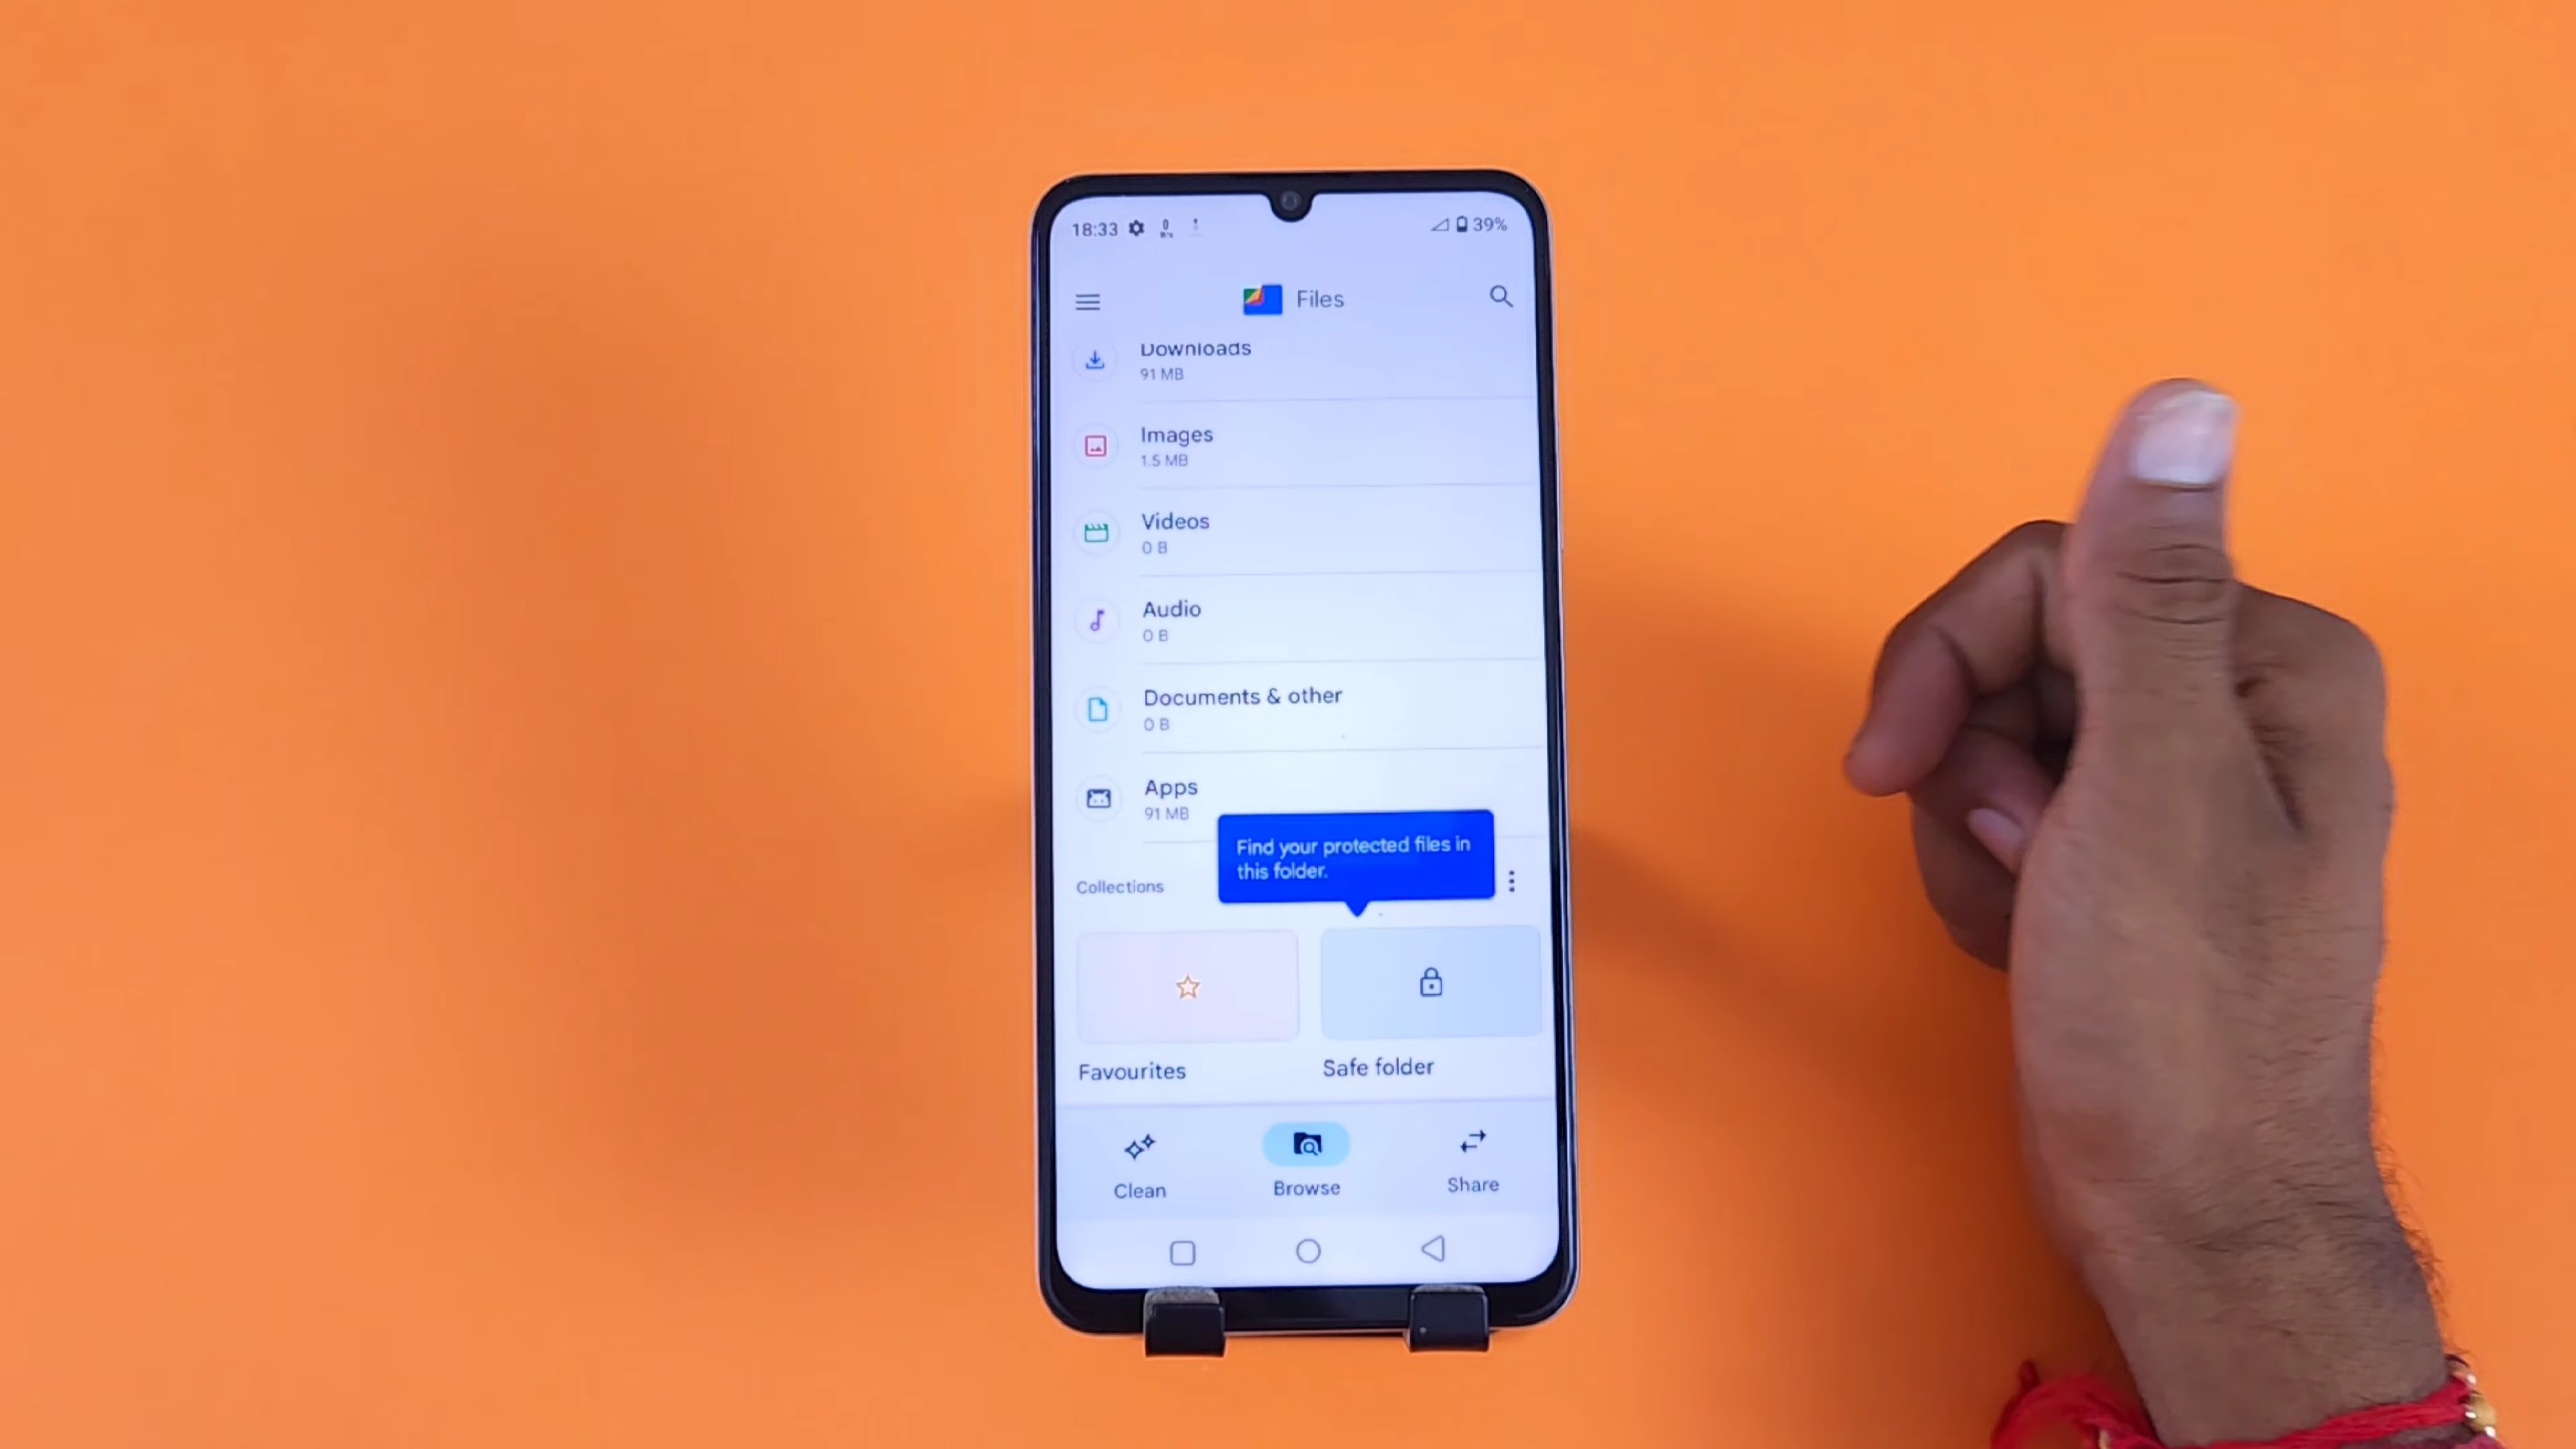 18:33
39%
Files
Downloads
91 MB
Images
1.5 MB
Videos
0 B
Audio
0 B
Documents & other
0 B
Apps
91 MB
Find your protected files in
this folder.
Collections
Favourites
Safe folder
Clean
Browse
Share